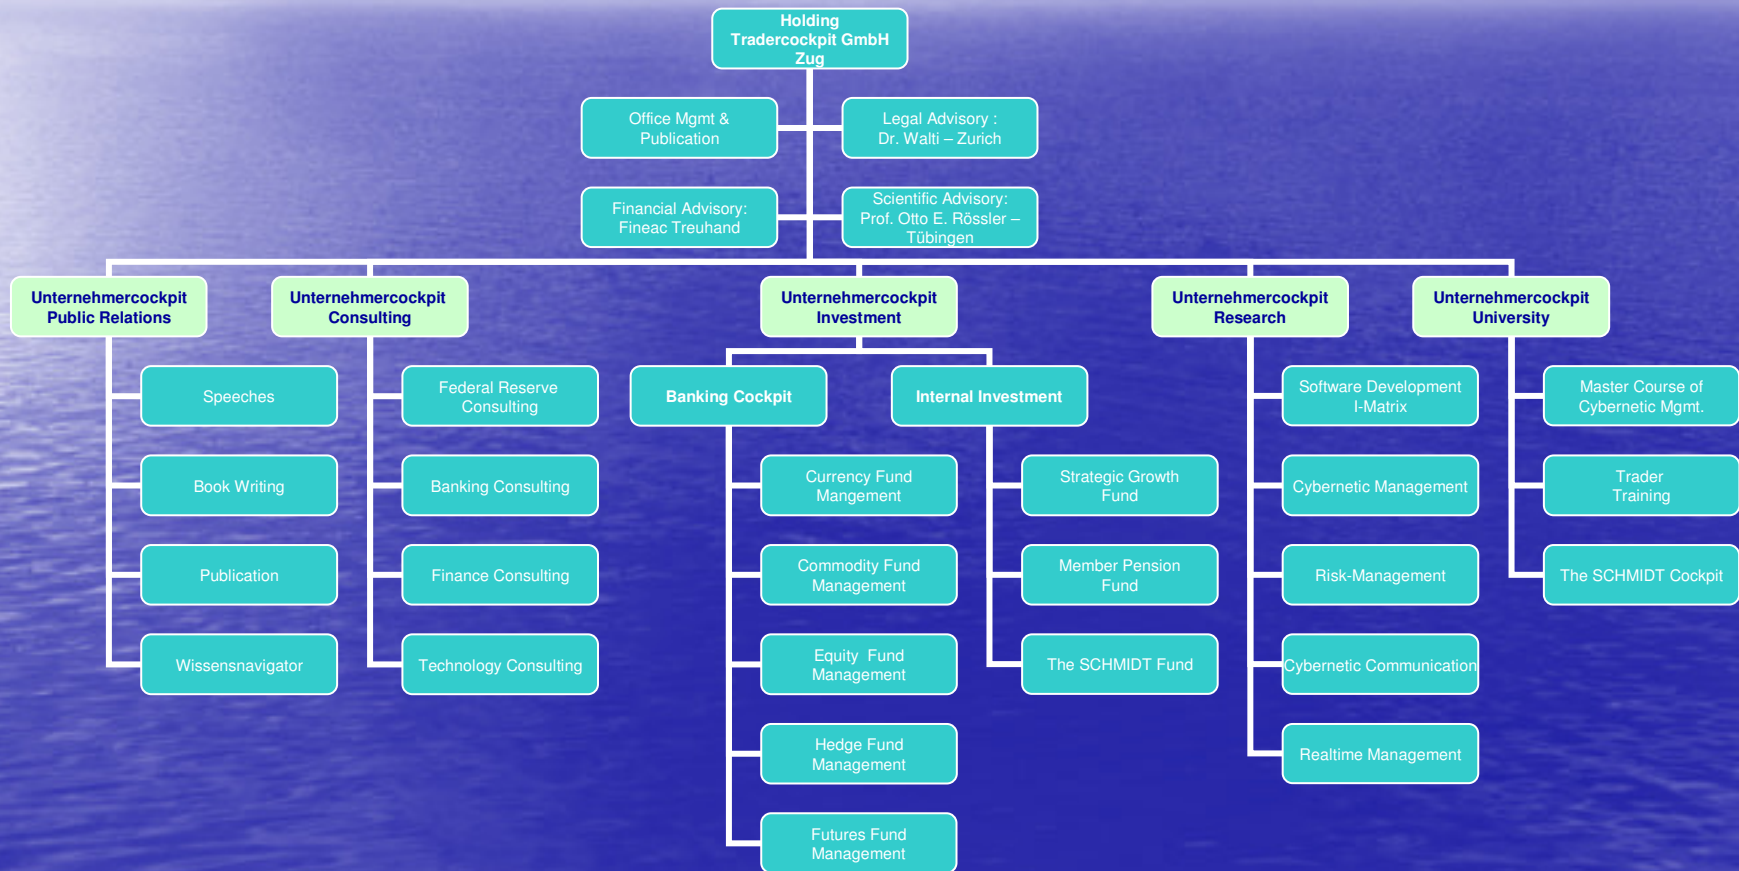 Holding
Tradercockpit GmbH
Zug
Office Mgmt &
Publication
Legal Advisory :
Dr. Walti – Zurich
Financial Advisory:
Fineac Treuhand
Scientific Advisory:
Prof. Otto E. Rössler –
Tübingen
Unternehmercockpit
Public Relations
Speeches
Book Writing
Publication
Wissensnavigator
Unternehmercockpit
Consulting
Federal Reserve
Consulting
Banking Consulting
Finance Consulting
Technology Consulting
Unternehmercockpit
Investment
Banking Cockpit
Currency Fund
Mangement
Commodity Fund
Management
Equity  Fund
Management
Hedge Fund
Management
Futures Fund
Management
Internal Investment
Strategic Growth
Fund
Member Pension
Fund
The SCHMIDT Fund
Unternehmercockpit
Research
Software Development
I-Matrix
Cybernetic Management
Risk-Management
Cybernetic Communication
Realtime Management
Unternehmercockpit
University
Master Course of
Cybernetic Mgmt.
Trader
Training
The SCHMIDT Cockpit